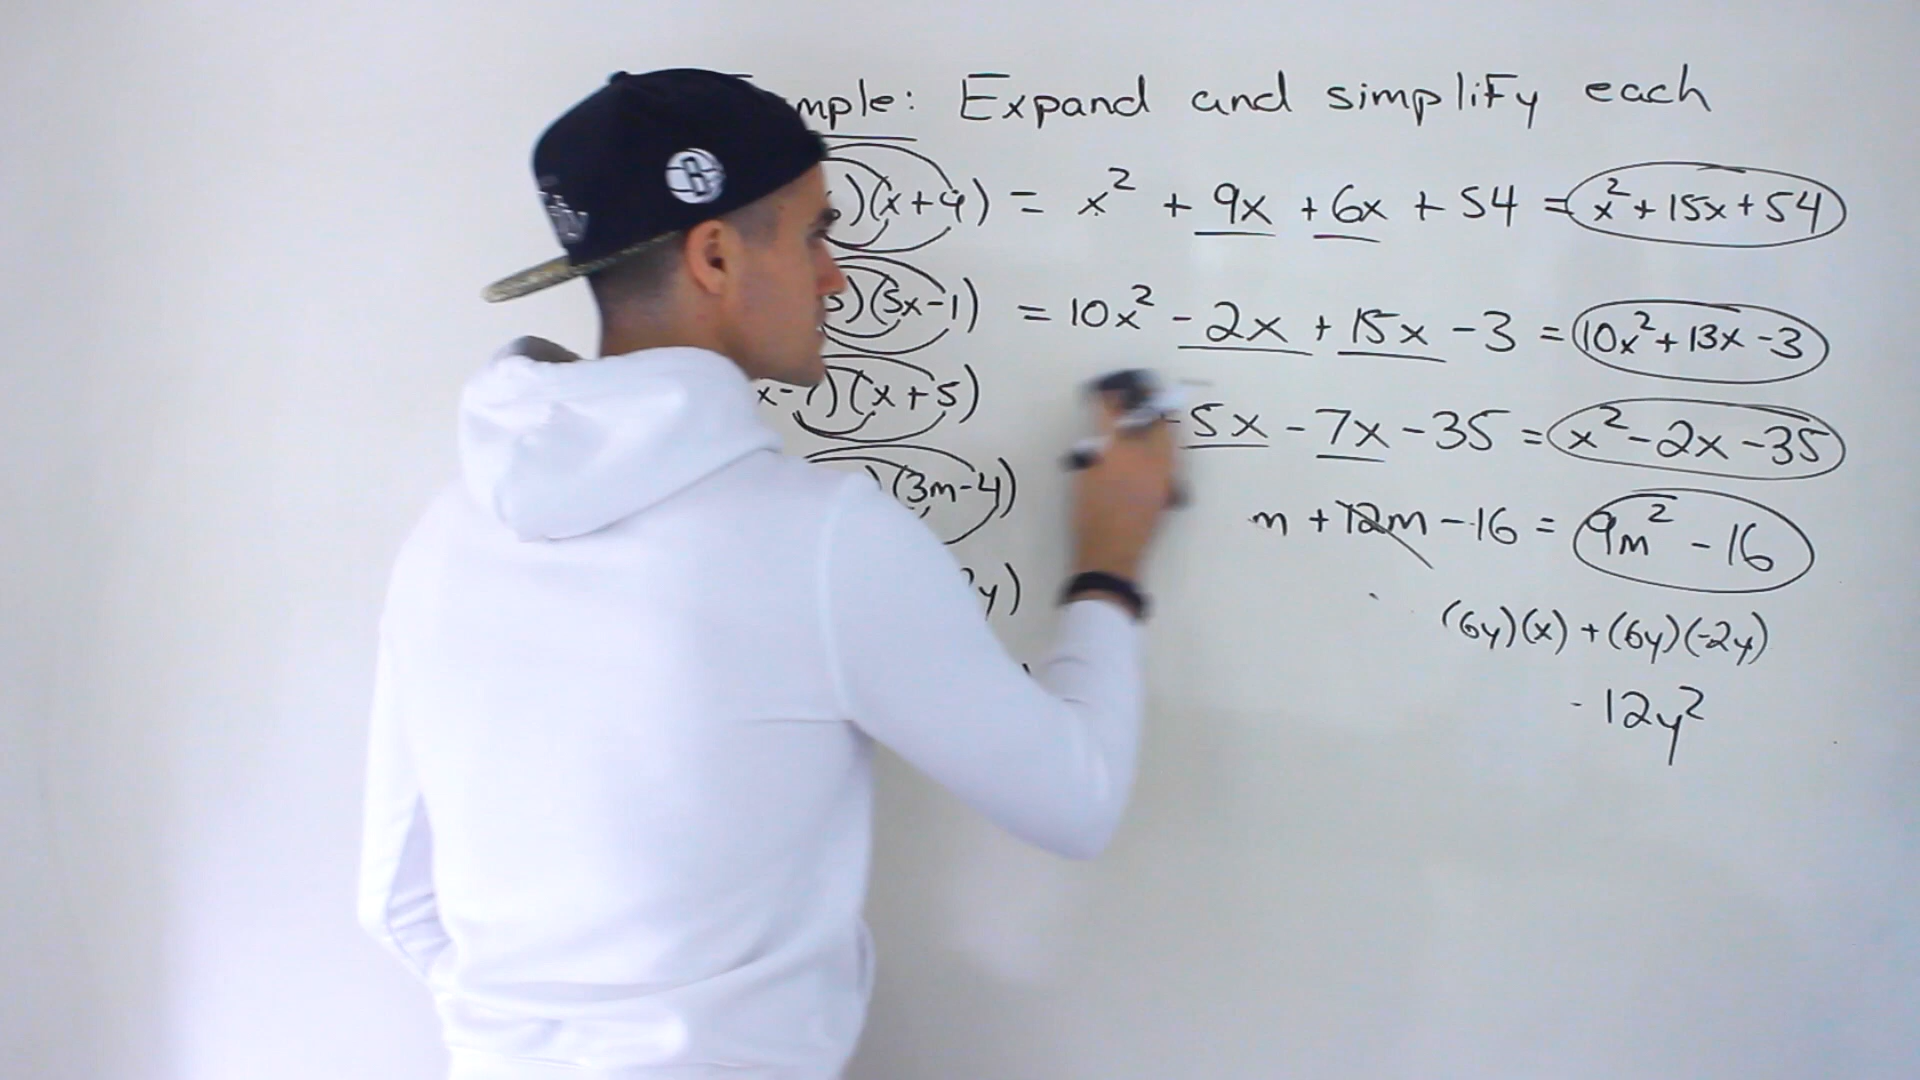 mple: Expand and simplify each
)(x+9) = x² + 9x + 6x + 54 = x² + 15x + 54
)(5x-1) = 10x² - 2x + 15x - 3 = 10x² + 13x - 3
x-7)(x+5) 5x - 7x - 35 = x² - 2x - 35
)(3m-4) m + 12m - 16 = 9m² - 16
y) (6y)(x) + (6y)(-2y)
- 12y²
B